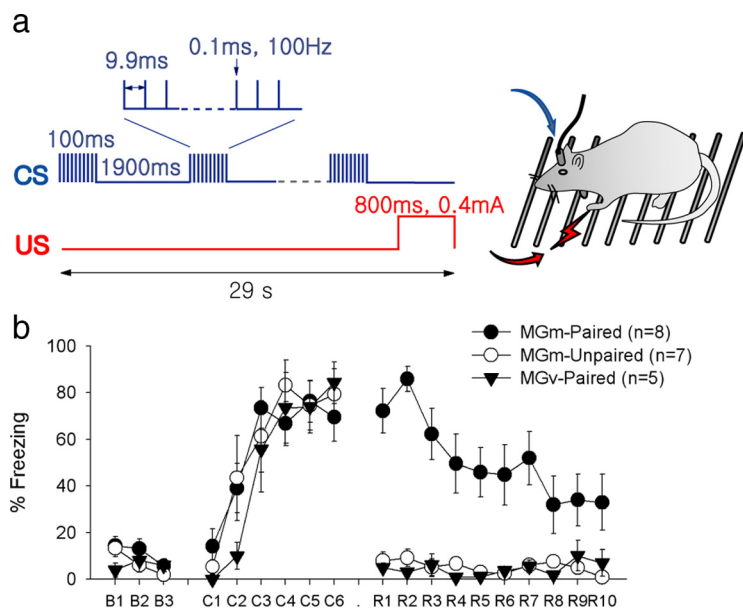 a
0.1ms, 100Hz
9.9ms
100ms
1900ms
CS
800ms, 0.4mA
US
29 s
b
MGm-Paired (n=8)
MGm-Unpaired (n=7)
MGv-Paired (n=5)
100
80
60
40
20
0
% Freezing
B1 B2 B3 C1 C2 C3 C4 C5 C6 . R1 R2 R3 R4 R5 R6 R7 R8 R9 R10